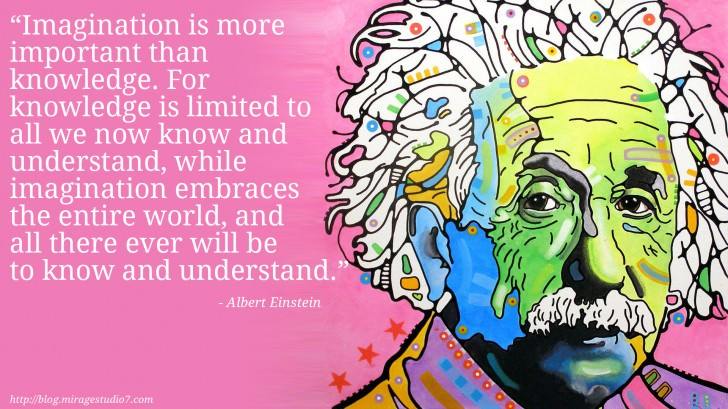 “Imagination is more
important than
knowledge. For
knowledge is limited to
all we now know and
understand, while
imagination embraces
the entire world, and
all there ever will be
to know and understand.”
- Albert Einstein
http://blog.miragestudio7.com